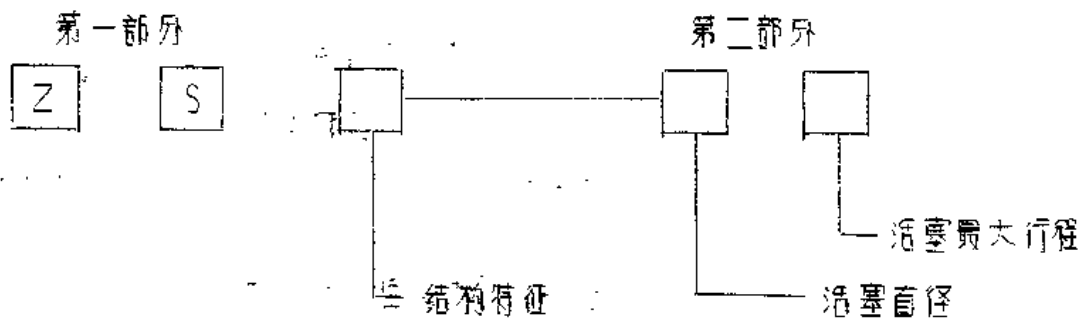 第一部分
第二部分
Z
S
活塞最大行程
结构特征
活塞直径